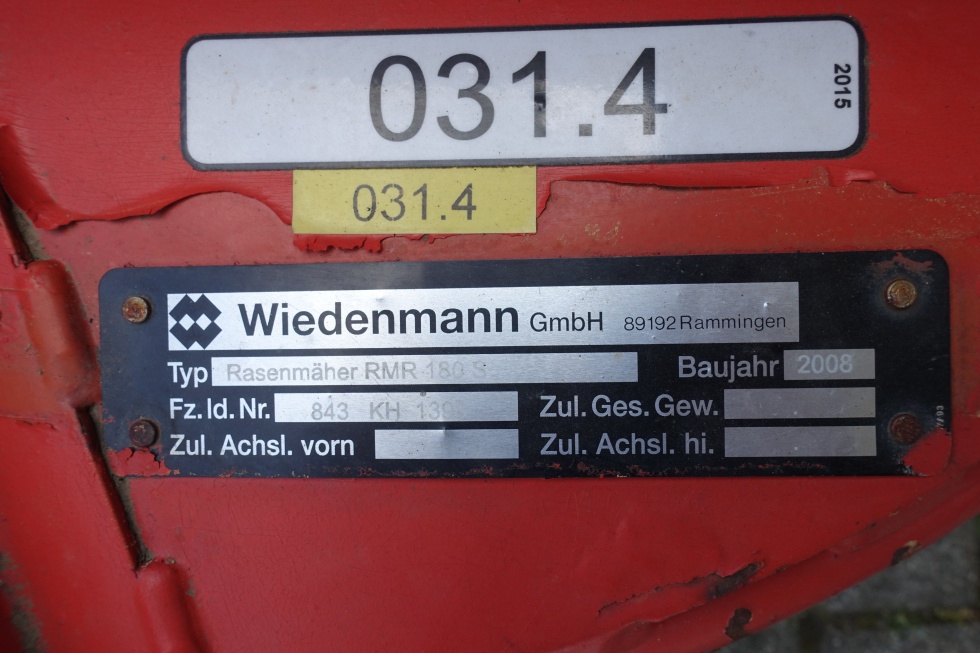 031.4
2015
031.4
Wiedenmann GmbH 89192 Rammingen
Typ Rasenmäher RMR 180 S Baujahr 2008
Fz. Id. Nr. 843 KH Zul. Ges. Gew.
Zul. Achsl. vorn Zul. Achsl. hi.